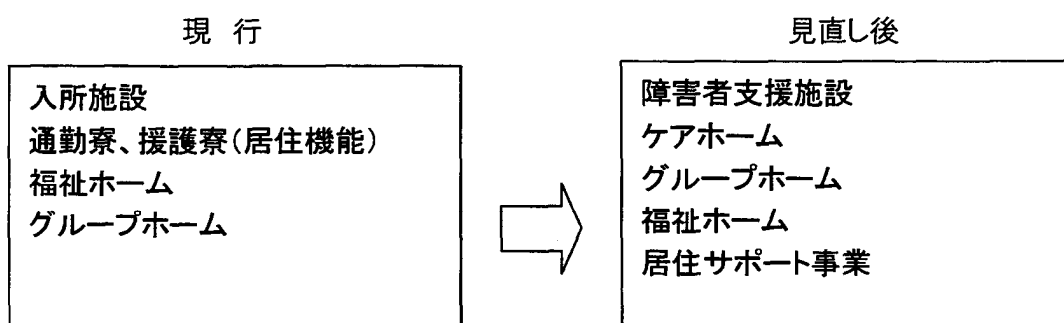 現 行
入所施設
通勤寮、援護寮(居住機能)
福祉ホーム
グループホーム
見直し後
障害者支援施設
ケアホーム
グループホーム
福祉ホーム
居住サポート事業